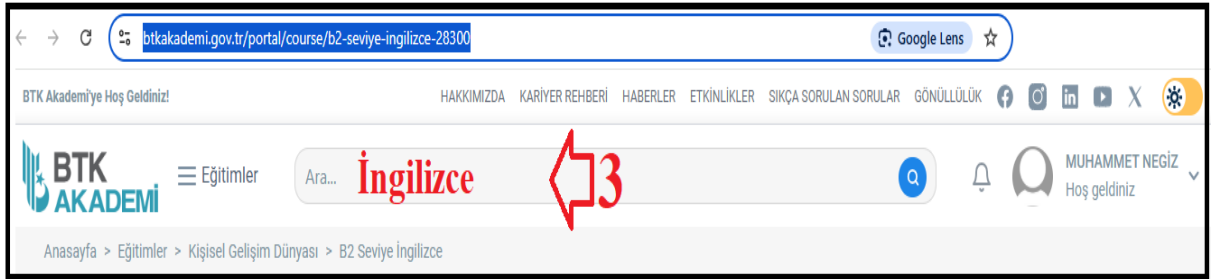 btkakademi.gov.tr/portal/course/b2-seviye-ingilizce-28300 Google Lens
BTK Akademi'ye Hoş Geldiniz! HAKKIMIZDA KARİYER REHBERİ HABERLER ETKİNLİKLER SIKÇA SORULAN SORULAR GÖNÜLLÜLÜK
BTK AKADEMİ Eğitimler Ara... İngilizce 3 MUHAMMET NEGİZ
Hoş geldiniz
Anasayfa > Eğitimler > Kişisel Gelişim Dünyası > B2 Seviye İngilizce